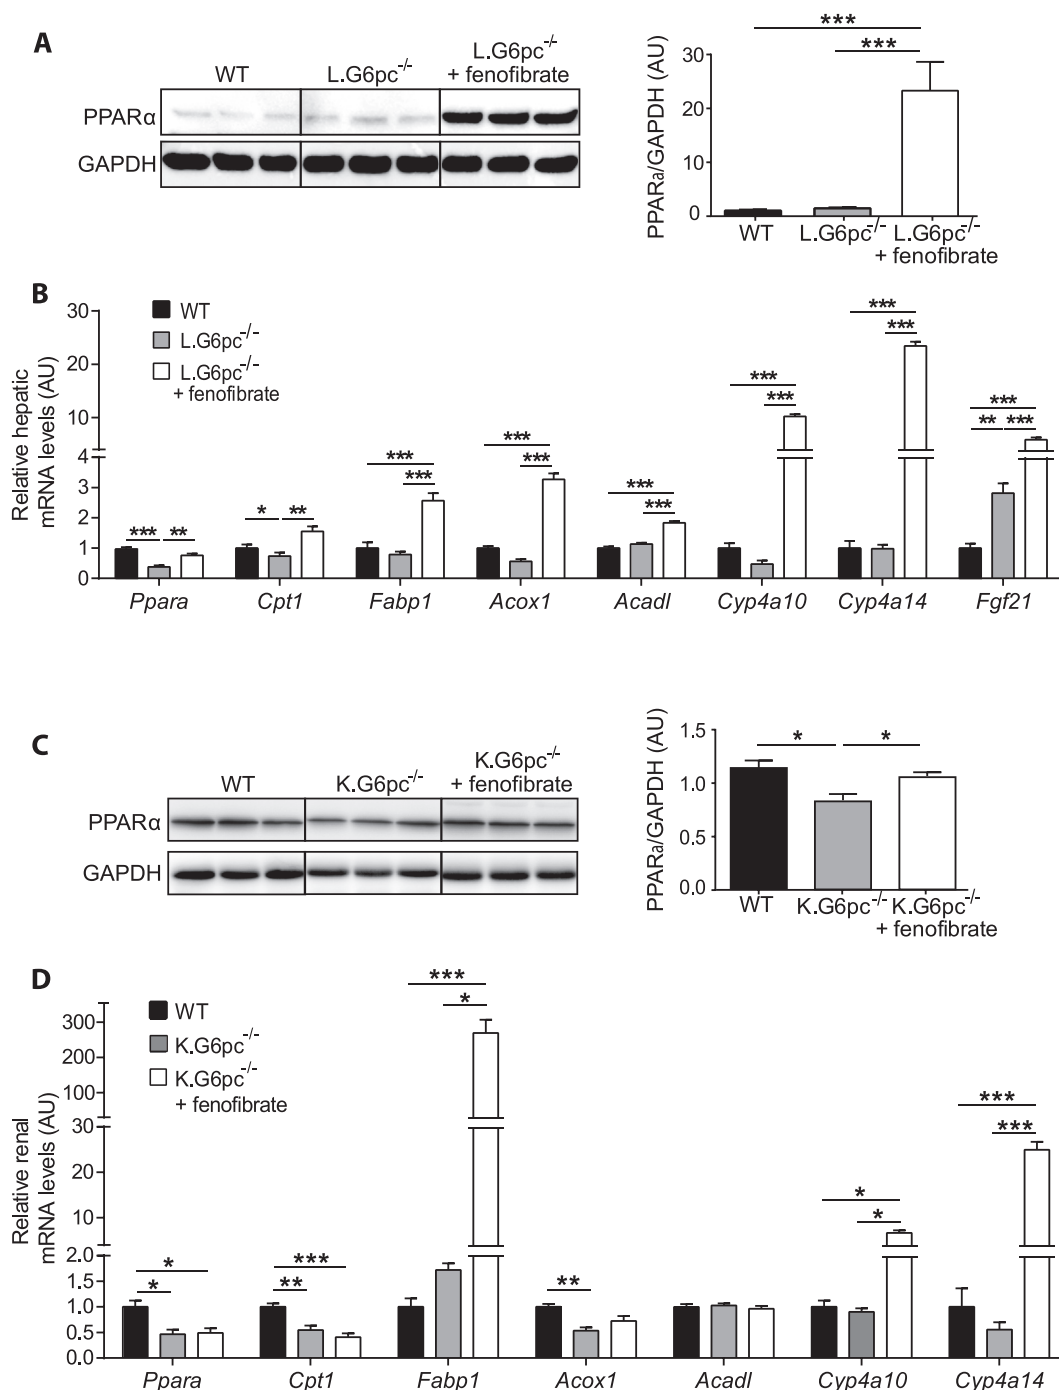 A
WT
L.G6pc-/-
L.G6pc-/-
+ fenofibrate
PPARα
GAPDH
PPARa/GAPDH (AU)
30
20
10
0
***
***
WT
L.G6pc-/-
L.G6pc-/-
+ fenofibrate
B
WT
L.G6pc-/-
L.G6pc-/-
+ fenofibrate
Relative hepatic
mRNA levels (AU)
30
20
10
4
3
2
1
0
*** **
* **
***
***
***
***
***
***
***
***
***
***
***
** ***
Ppara Cpt1 Fabp1 Acox1 Acadl Cyp4a10 Cyp4a14 Fgf21
C
WT
K.G6pc-/-
K.G6pc-/-
+ fenofibrate
PPARα
GAPDH
PPARa/GAPDH (AU)
1.5
1.0
0.5
0.0
* *
WT
K.G6pc-/-
K.G6pc-/-
+ fenofibrate
D
WT
K.G6pc-/-
K.G6pc-/-
+ fenofibrate
Relative renal
mRNA levels (AU)
300
200
100
30
20
10
2.0
1.5
1.0
0.5
0.0
*
*
***
**
***
*
**
*
*
***
***
Ppara Cpt1 Fabp1 Acox1 Acadl Cyp4a10 Cyp4a14